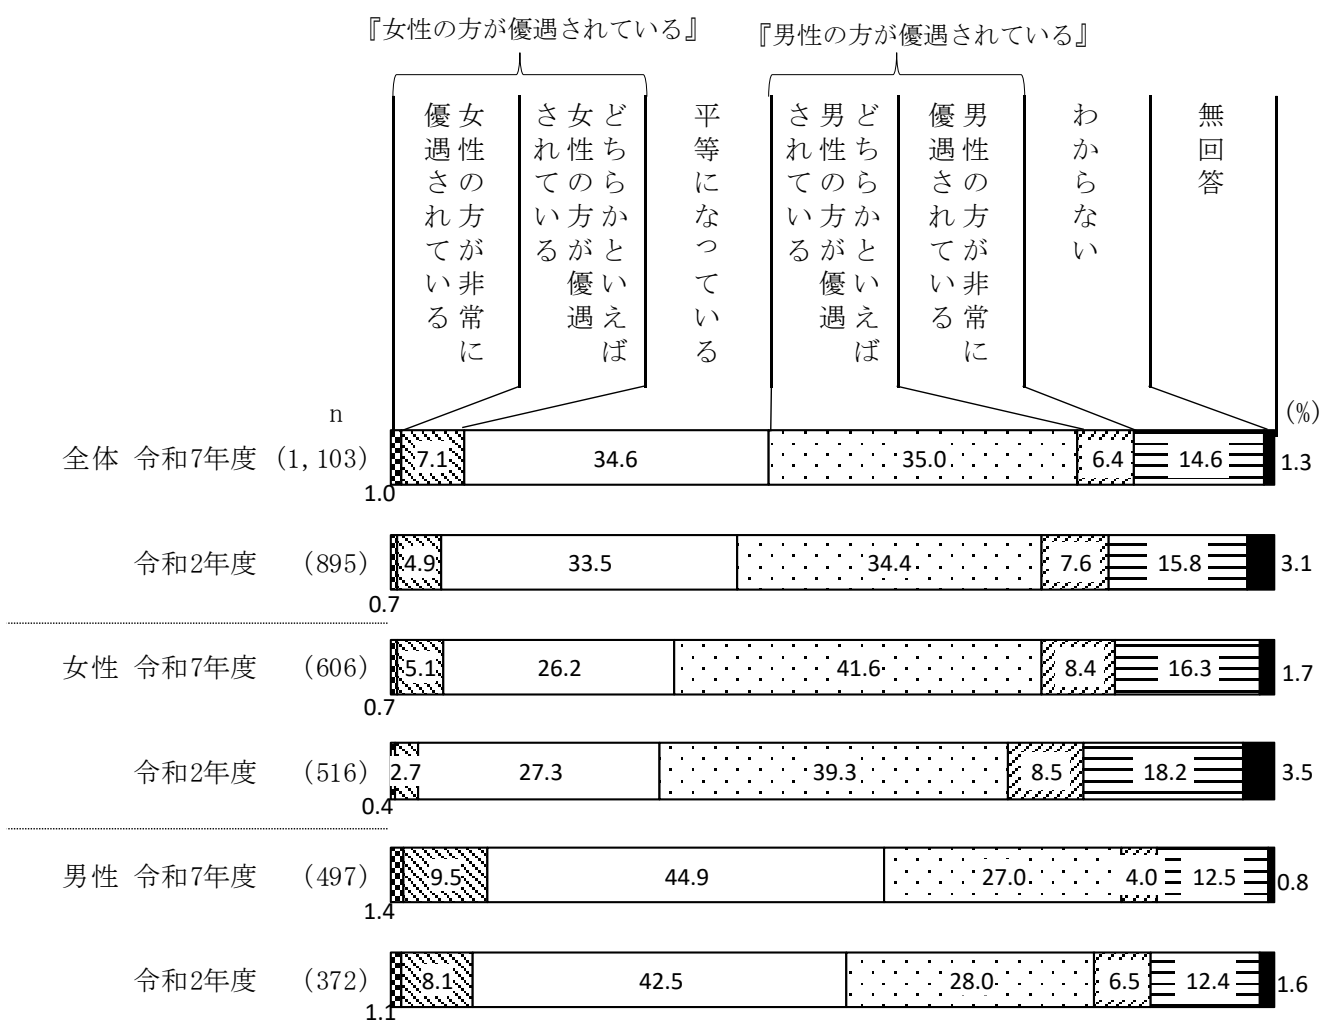 『女性の方が優遇されている』
『男性の方が優遇されている』
女性の方が非常に
優遇されている
どちらかといえば
女性の方が優遇
されている
平等になっている
どちらかといえば
男性の方が優遇
されている
男性の方が非常に
優遇されている
わからない
無回答
n
(%)
全体 令和7年度 (1,103) 7.1 34.6 35.0 6.4 14.6 1.3
1.0
令和2年度 (895) 4.9 33.5 34.4 7.6 15.8 3.1
0.7
女性 令和7年度 (606) 5.1 26.2 41.6 8.4 16.3 1.7
0.7
令和2年度 (516) 2.7 27.3 39.3 8.5 18.2 3.5
0.4
男性 令和7年度 (497) 9.5 44.9 27.0 4.0 12.5 0.8
1.4
令和2年度 (372) 8.1 42.5 28.0 6.5 12.4 1.6
1.1